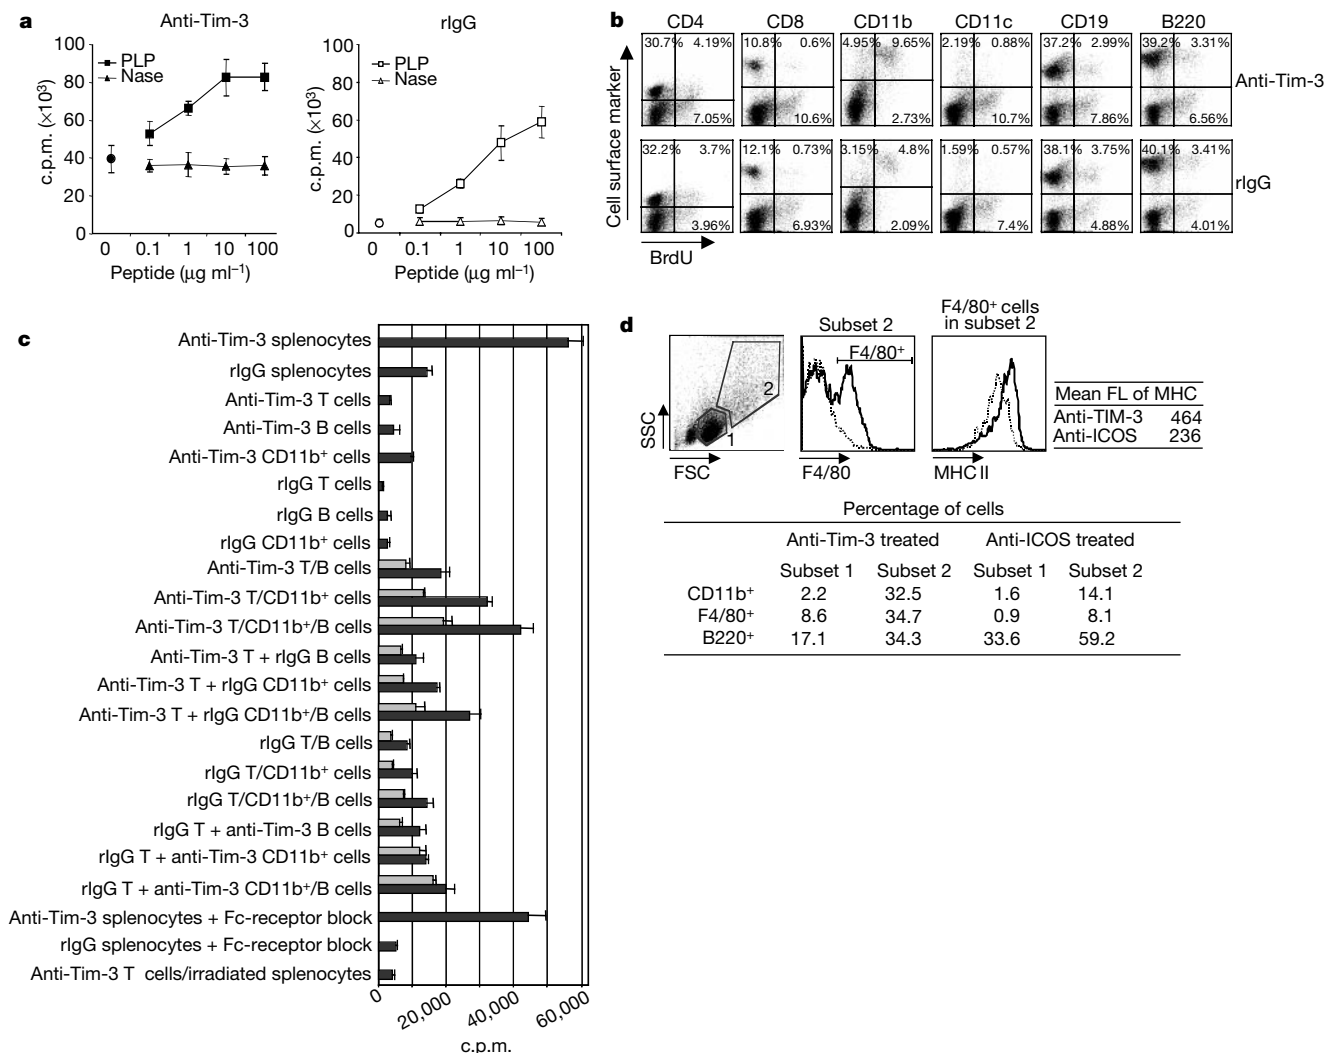 a
Anti-Tim-3
rIgG
100
80
60
40
20
0
c.p.m. (×10³)
PLP
Nase
0 0.1 1 10 100
Peptide (μg ml⁻¹)
100
80
60
40
20
0
c.p.m. (×10³)
PLP
Nase
0 0.1 1 10 100
Peptide (μg ml⁻¹)
b
CD4 CD8 CD11b CD11c CD19 B220
30.7% 4.19% 10.8% 0.6% 4.95% 9.65% 2.19% 0.88% 37.2% 2.99% 39.2% 3.31%
Anti-Tim-3
7.05% 10.6% 2.73% 10.7% 7.86% 6.56%
32.2% 3.7% 12.1% 0.73% 3.15% 4.8% 1.59% 0.57% 38.1% 3.75% 40.1% 3.41%
rIgG
3.96% 6.93% 2.09% 7.4% 4.88% 4.01%
Cell surface marker
BrdU
c
Anti-Tim-3 splenocytes
rIgG splenocytes
Anti-Tim-3 T cells
Anti-Tim-3 B cells
Anti-Tim-3 CD11b⁺ cells
rIgG T cells
rIgG B cells
rIgG CD11b⁺ cells
Anti-Tim-3 T/B cells
Anti-Tim-3 T/CD11b⁺ cells
Anti-Tim-3 T/CD11b⁺/B cells
Anti-Tim-3 T + rIgG B cells
Anti-Tim-3 T + rIgG CD11b⁺ cells
Anti-Tim-3 T + rIgG CD11b⁺/B cells
rIgG T/B cells
rIgG T/CD11b⁺ cells
rIgG T/CD11b⁺/B cells
rIgG T + anti-Tim-3 B cells
rIgG T + anti-Tim-3 CD11b⁺ cells
rIgG T + anti-Tim-3 CD11b⁺/B cells
Anti-Tim-3 splenocytes + Fc-receptor block
rIgG splenocytes + Fc-receptor block
Anti-Tim-3 T cells/irradiated splenocytes
0 20,000 40,000 60,000
c.p.m.
d
Subset 2
F4/80⁺ cells
in subset 2
F4/80⁺
2
1
SSC
FSC
F4/80
MHC II
Mean FL of MHC
Anti-TIM-3 464
Anti-ICOS 236
Percentage of cells
Anti-Tim-3 treated Anti-ICOS treated
Subset 1 Subset 2 Subset 1 Subset 2
CD11b⁺ 2.2 32.5 1.6 14.1
F4/80⁺ 8.6 34.7 0.9 8.1
B220⁺ 17.1 34.3 33.6 59.2